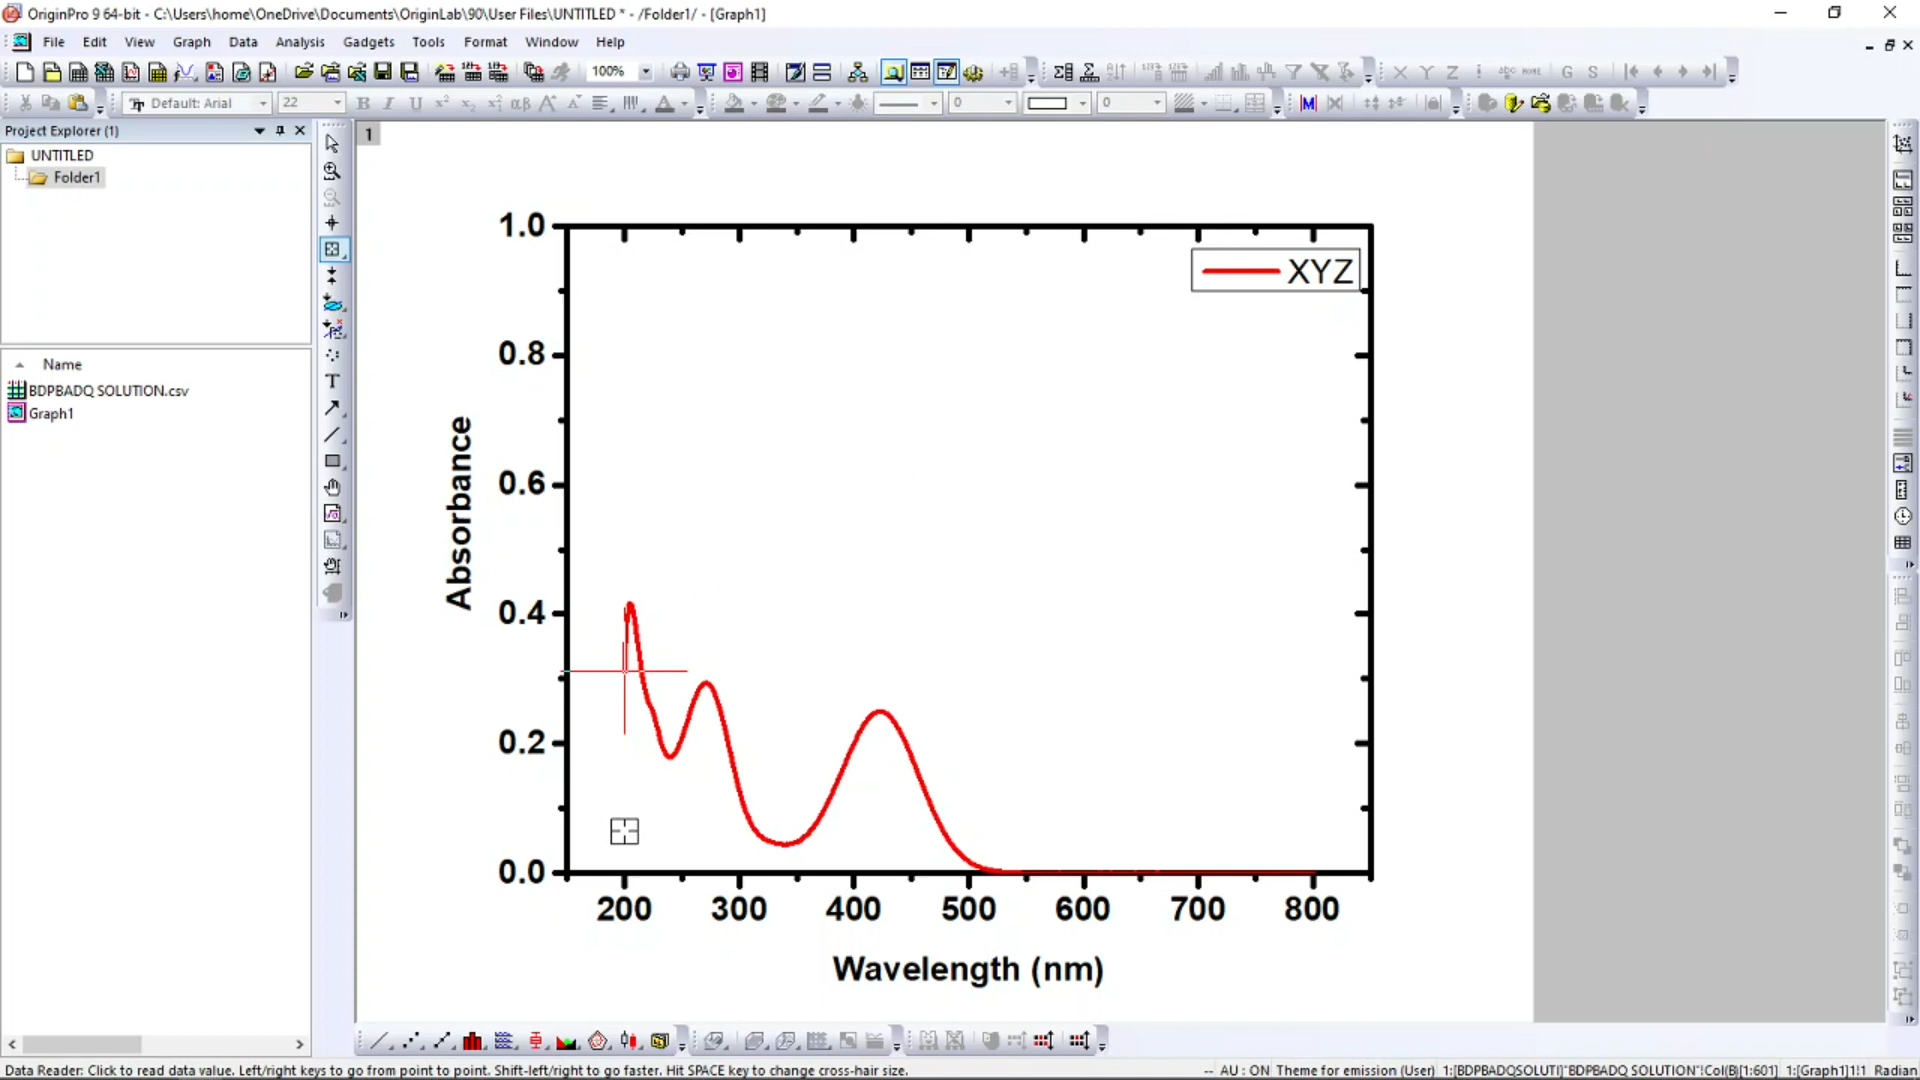 OriginPro 9 64-bit - C:\Users\home\OneDrive\Documents\OriginLab\90\User Files\UNTITLED * - /Folder1/ - [Graph1]
File Edit View Graph Data Analysis Gadgets Tools Format Window Help
100%
Default: Arial 22 B I U 0 0
Project Explorer (1)
UNTITLED
Folder1
Name
BDPBADQ SOLUTION.csv
Graph1
1
XYZ
1.0
0.8
0.6
0.4
0.2
0.0
Absorbance
200 300 400 500 600 700 800
Wavelength (nm)
Data Reader: Click to read data value. Left/right keys to go from point to point. Shift-left/right to go faster. Hit SPACE key to change cross-hair size.
-- AU : ON Theme for emission (User) 1:[BDPBADQSOLUTI]"BDPBADQ SOLUTION"!Col(B)[1:601] 1:[Graph1]1!1 Radian